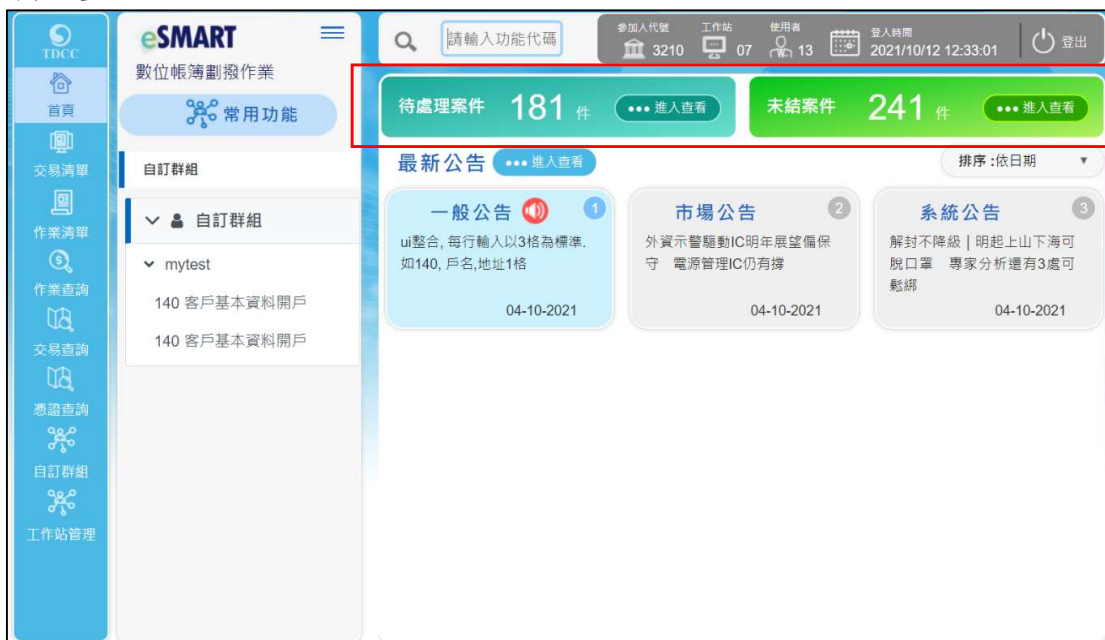 TDCC
首頁
交易清單
作業清單
作業查詢
交易查詢
憑證查詢
自訂群組
工作站管理
eSMART
數位帳簿劃撥作業
常用功能
自訂群組
自訂群組
mytest
140 客戶基本資料開戶
140 客戶基本資料開戶
請輸入功能代碼
參加人代號 3210
工作站 07
使用者 13
登入時間
2021/10/12 12:33:01
登出
待處理案件 181 件 ●●● 進入查看
未結案件 241 件 ●●● 進入查看
最新公告 ●●● 進入查看
排序 :依日期
一般公告 1
ui整合, 每行輸入以3格為標準.
如140, 戶名,地址1格
04-10-2021
市場公告 2
外資示警驅動IC明年展望偏保
守 電源管理IC仍有撐
04-10-2021
系統公告 3
解封不降級 | 明起上山下海可
脫口罩 專家分析還有3處可
鬆綁
04-10-2021